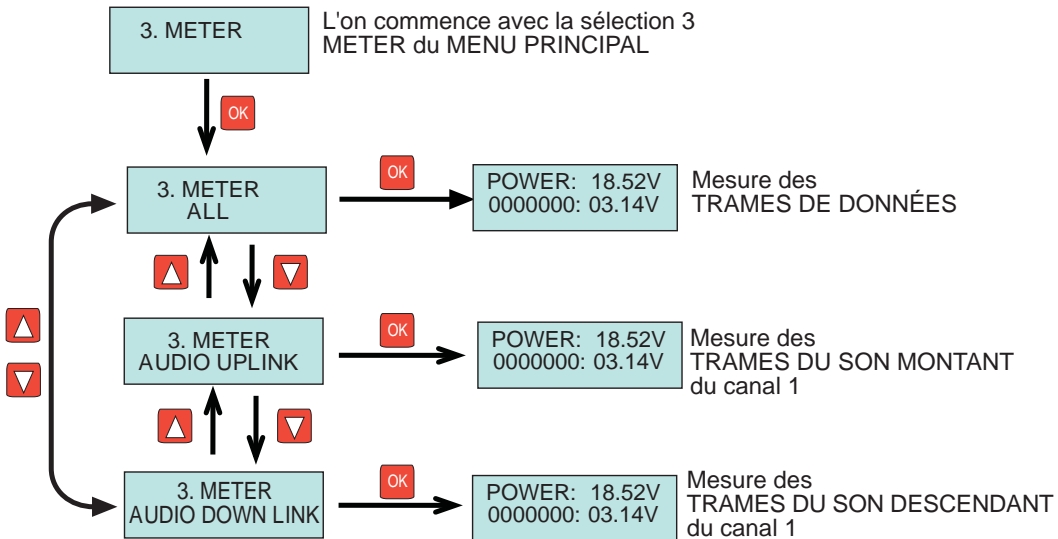 3. METER
L'on commence avec la sélection 3
METER du MENU PRINCIPAL
OK
3. METER
ALL
OK
POWER: 18.52V
0000000: 03.14V
Mesure des
TRAMES DE DONNÉES
3. METER
AUDIO UPLINK
OK
POWER: 18.52V
0000000: 03.14V
Mesure des
TRAMES DU SON MONTANT
du canal 1
3. METER
AUDIO DOWN LINK
OK
POWER: 18.52V
0000000: 03.14V
Mesure des
TRAMES DU SON DESCENDANT
du canal 1